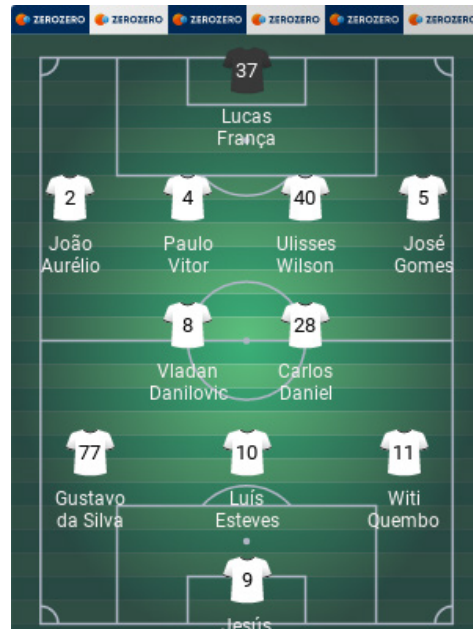 ZEROZERO ZEROZERO ZEROZERO ZEROZERO ZEROZERO ZEROZERO
37
Lucas
França
2 4 40 5
João Paulo Ulisses José
Aurélio Vitor Wilson Gomes
8 28
Vladan Carlos
Danilovic Daniel
77 10 11
Gustavo Luís Witi
da Silva Esteves Quembo
9
Jesús